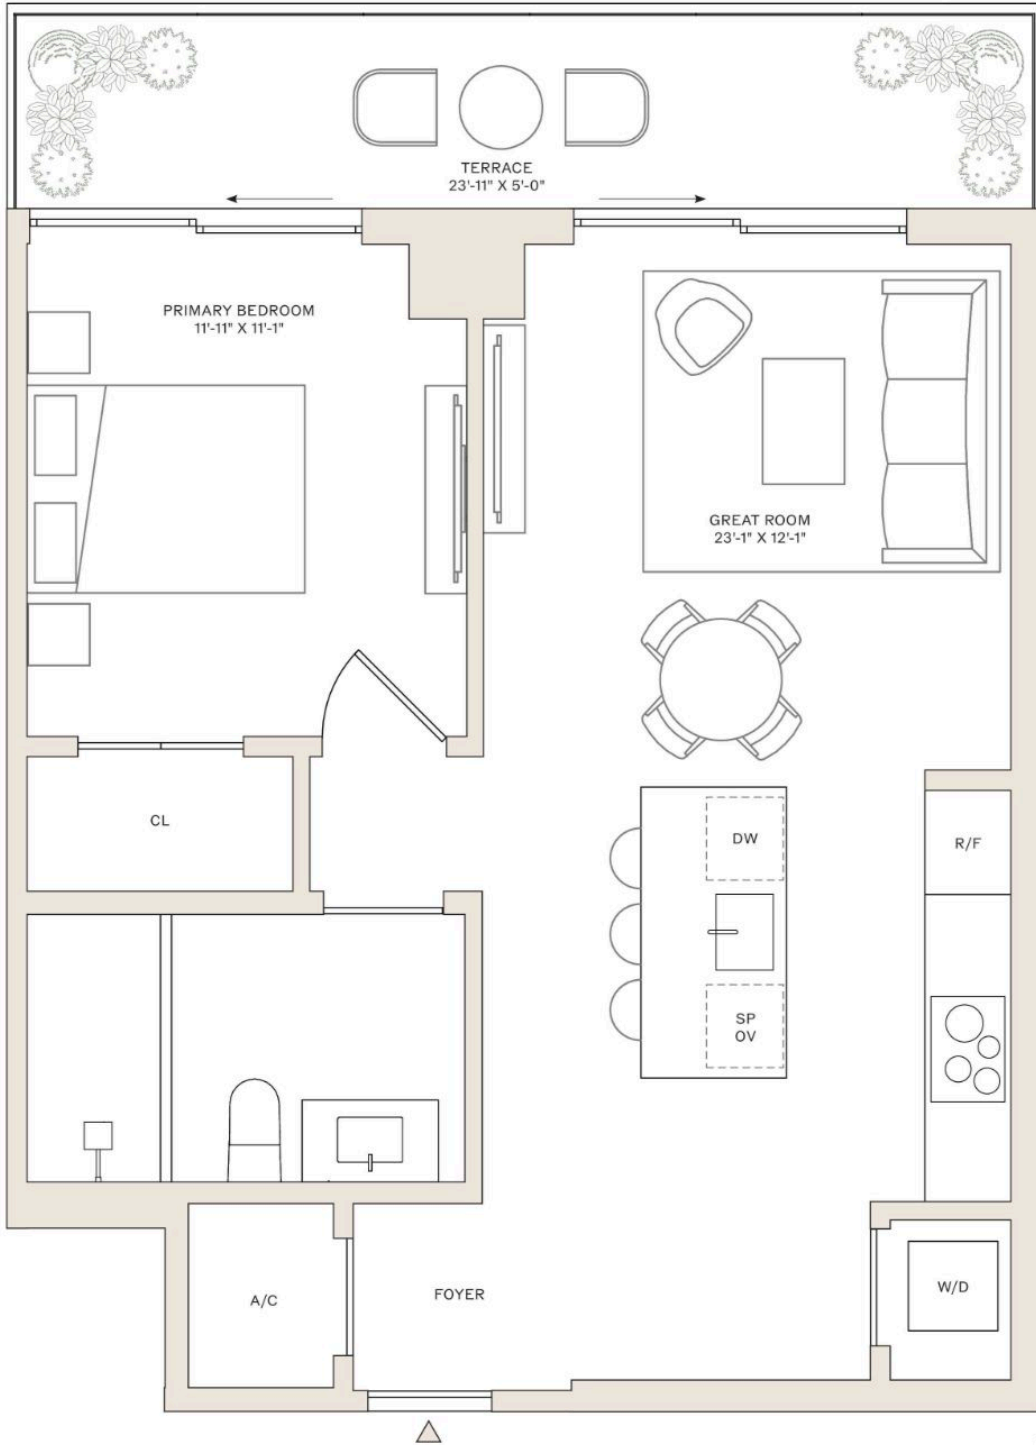 TERRACE
23'-11" X 5'-0"
PRIMARY BEDROOM
11'-11" X 11'-1"
GREAT ROOM
23'-1" X 12'-1"
CL
DW
R/F
SP
OV
A/C
FOYER
W/D